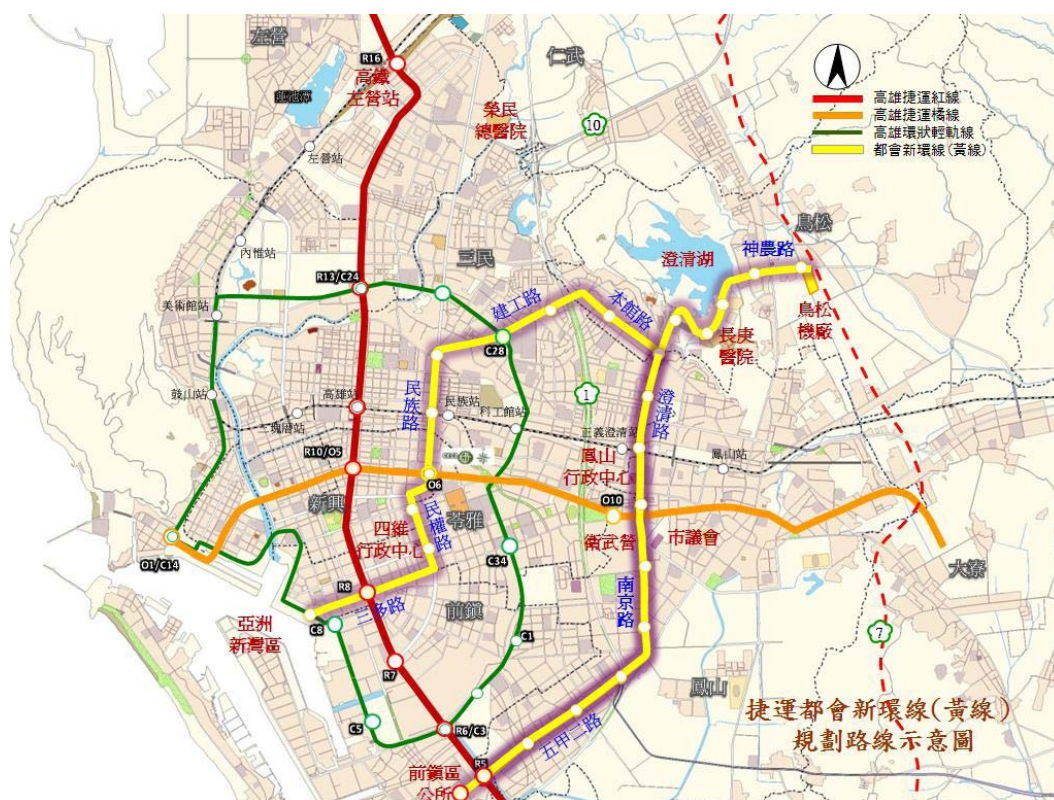 左營
R16
高鐵
左營站
蓮池潭
榮民
總醫院
仁武
10
高雄捷運紅線
高雄捷運橘線
高雄環狀輕軌線
都會新環線(黃線)
左營站
內惟站
三民
鳥松
澄清湖
神農路
R13/C24
美術館站
建工路
本館路
鳥松
機廠
長庚
醫院
C28
1
鼓山站
高雄站
民族路
民族站
科工館站
澄清路
正義澄清站
鳳山站
三塊厝站
R10/O5
鳳山
行政中心
O6
新興
苓雅
民權路
四維
行政中心
O10
衛武營
市議會
大寮
O1/C14
C34
R8
三多路
南京路
前鎮
亞洲
新灣區
C8
C1
7
R7
鳳山
捷運都會新環線(黃線)
規劃路線示意圖
C5
R6/C3
五甲二路
前鎮區
公所
R5